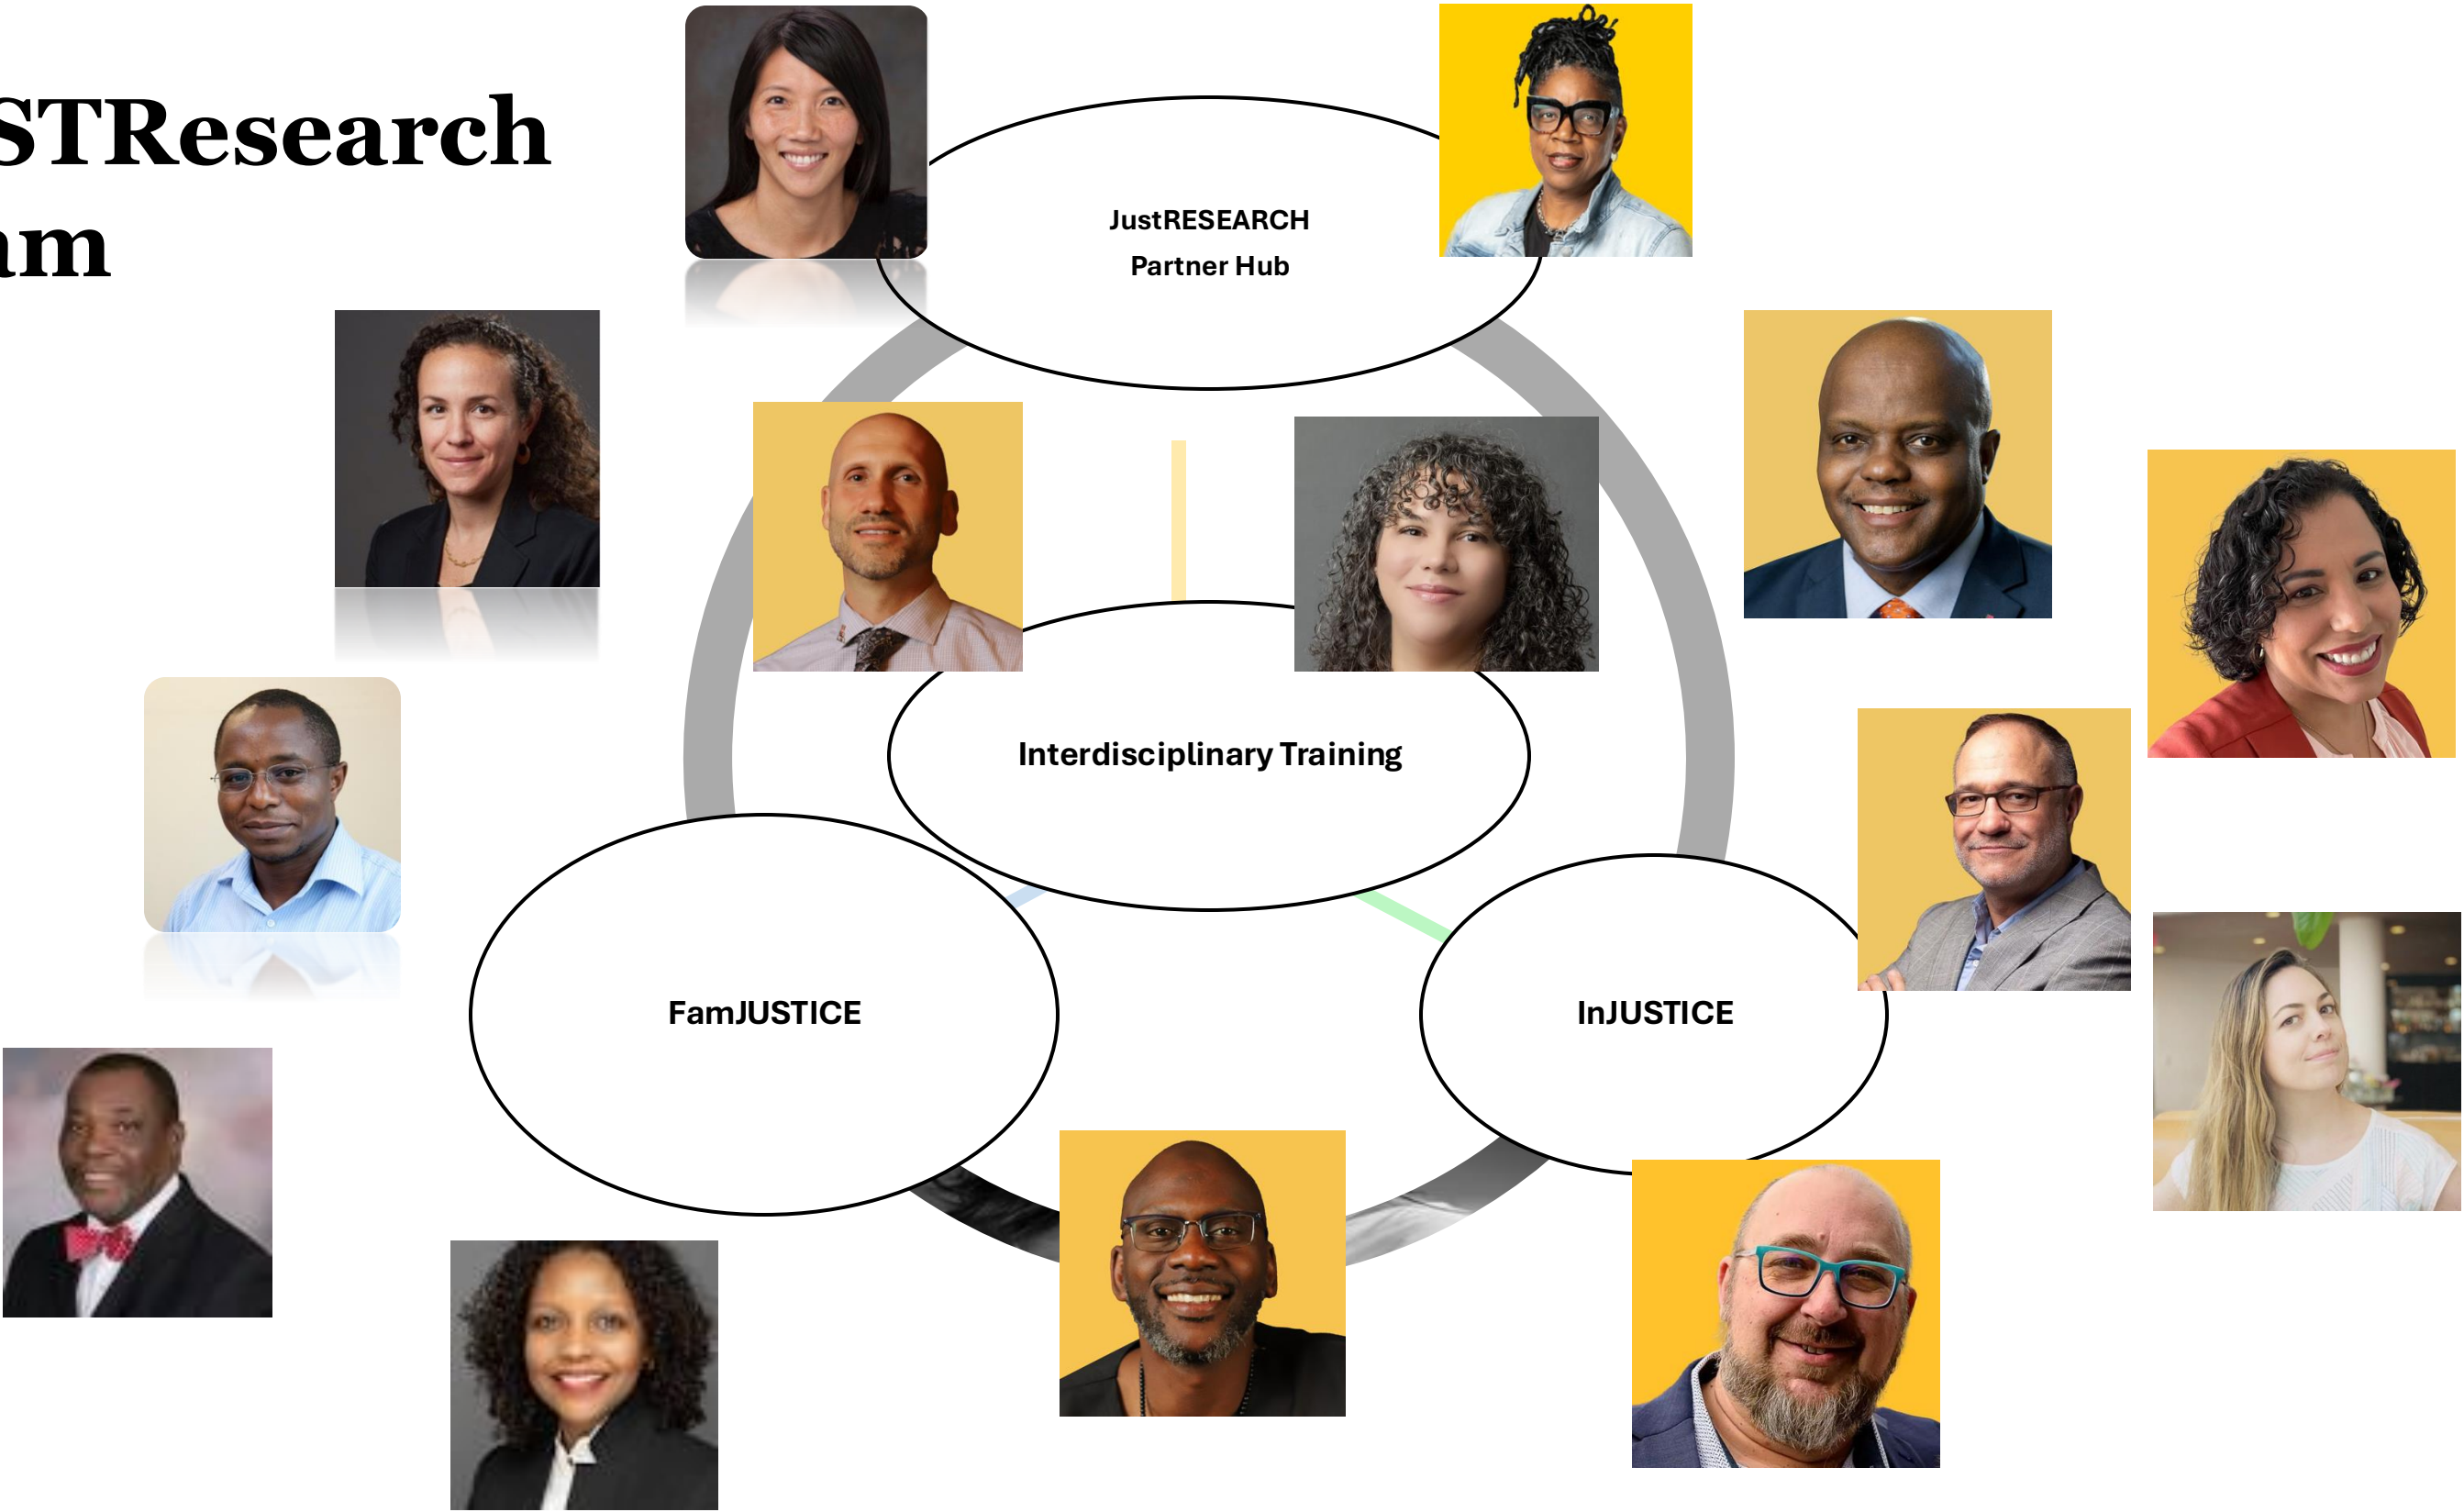 STResearch
am
JustRESEARCH
Partner Hub
Interdisciplinary Training
FamJUSTICE
InJUSTICE